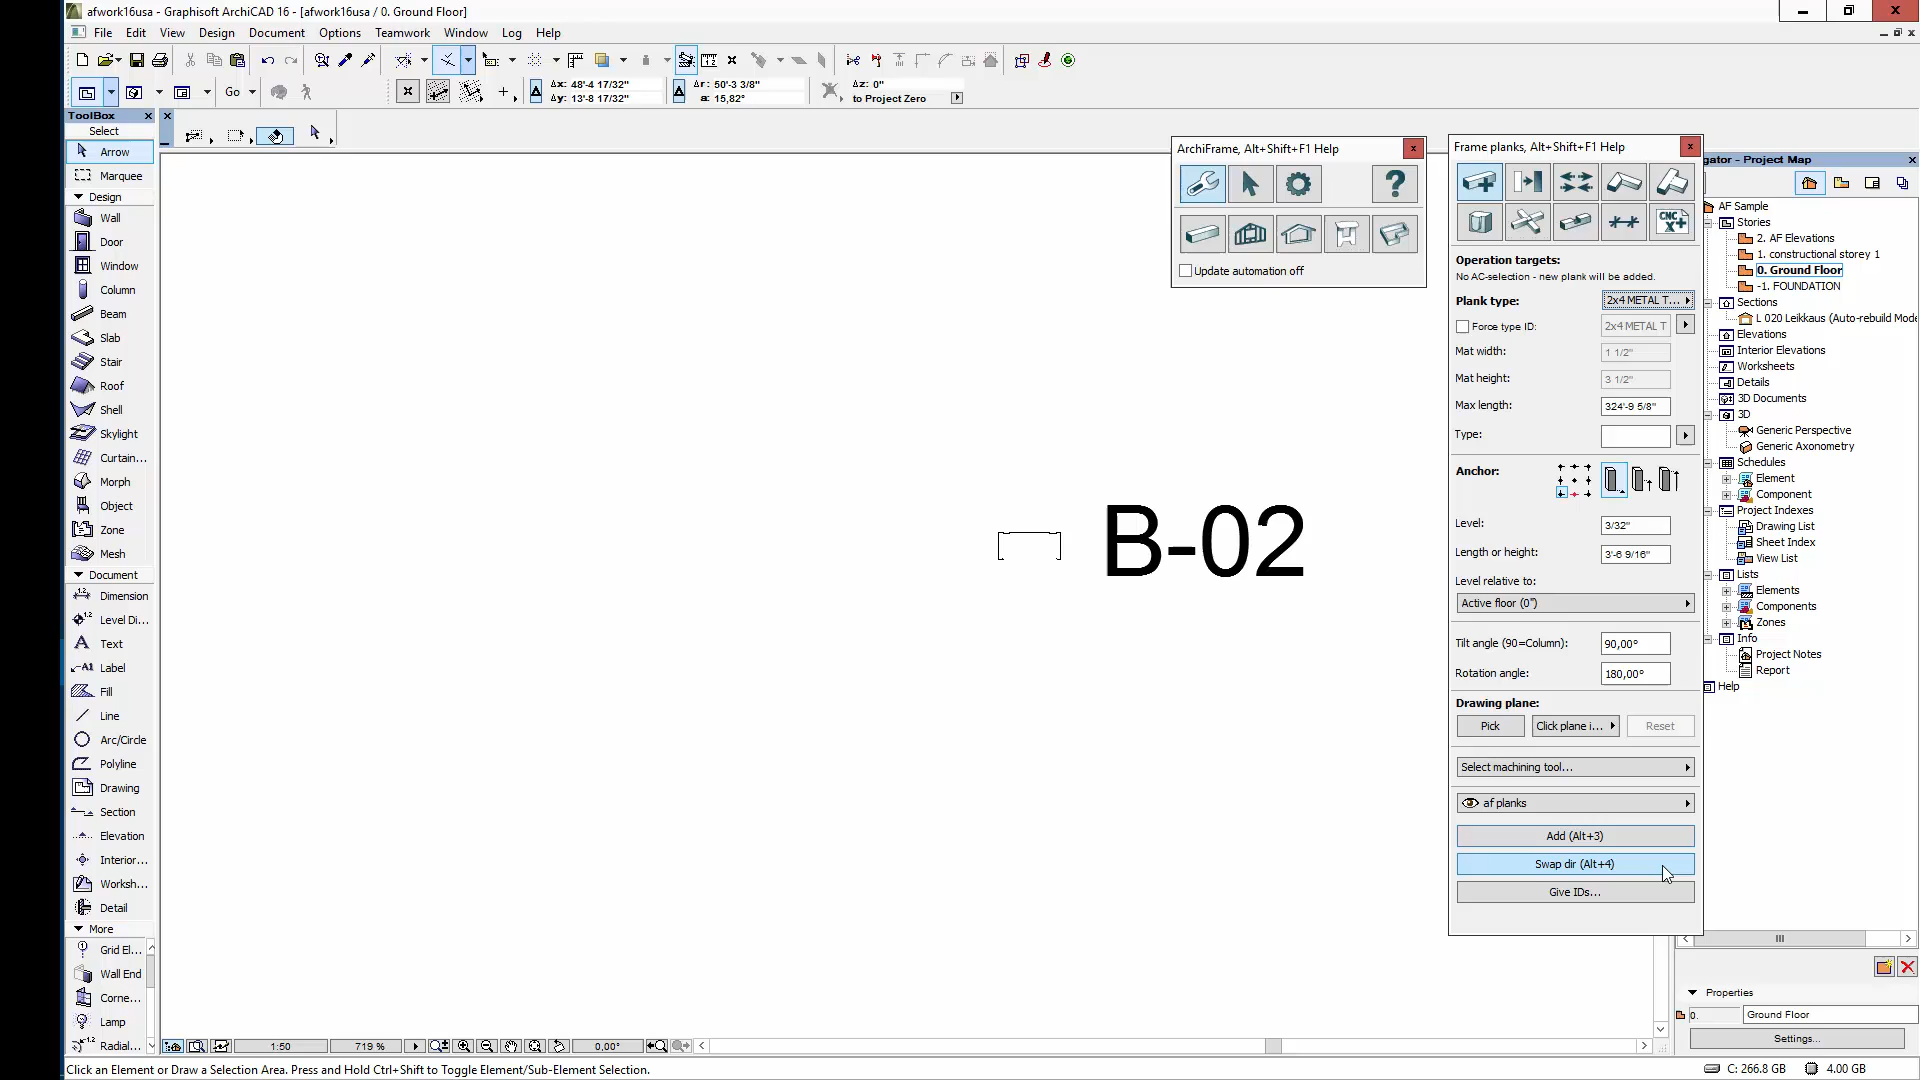 afwork16usa - Graphisoft ArchiCAD 16 - [afwork16usa / 0. Ground Floor]
File Edit View Design Document Options Teamwork Window Log Help
Go
Δx: 48'-4 17/32"
Δy: 13'-8 17/32"
Δr: 50'-3 3/8"
a: 15,82°
Δz: 0"
to Project Zero
ToolBox
Select
Arrow
Marquee
Design
Wall
Door
Window
Column
Beam
Slab
Stair
Roof
Shell
Skylight
Curtain...
Morph
Object
Zone
Mesh
Document
Dimension
Level Di...
Text
Label
Fill
Line
Arc/Circle
Polyline
Drawing
Section
Elevation
Interior...
Worksh...
Detail
More
Grid El...
Wall End
Corne...
Lamp
Radial...
B-02
ArchiFrame, Alt+Shift+F1 Help
Update automation off
Frame planks, Alt+Shift+F1 Help
CNC
Operation targets:
No AC-selection - new plank will be added.
Plank type: 2x4 METAL T...
Force type ID: 2x4 METAL T
Mat width: 1 1/2"
Mat height: 3 1/2"
Max length: 324'-9 5/8"
Type:
Anchor:
Level: 3/32"
Length or height: 3'-6 9/16"
Level relative to:
Active floor (0")
Tilt angle (90=Column): 90,00°
Rotation angle: 180,00°
Drawing plane:
Pick Click plane i... Reset
Select machining tool...
af planks
Add (Alt+3)
Swap dir (Alt+4)
Give IDs...
gator - Project Map
AF Sample
Stories
2. AF Elevations
1. constructional storey 1
0. Ground Floor
-1. FOUNDATION
Sections
L 020 Leikkaus (Auto-rebuild Mode
Elevations
Interior Elevations
Worksheets
Details
3D Documents
3D
Generic Perspective
Generic Axonometry
Schedules
Element
Component
Project Indexes
Drawing List
Sheet Index
View List
Lists
Elements
Components
Zones
Info
Project Notes
Report
Help
Properties
0. Ground Floor
Settings...
1:50 719 % 0,00°
Click an Element or Draw a Selection Area. Press and Hold Ctrl+Shift to Toggle Element/Sub-Element Selection.
C: 266.8 GB 4.00 GB